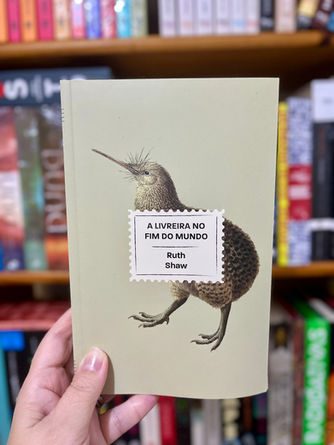 A LIVREIRA NO
FIM DO MUNDO
Ruth
Shaw